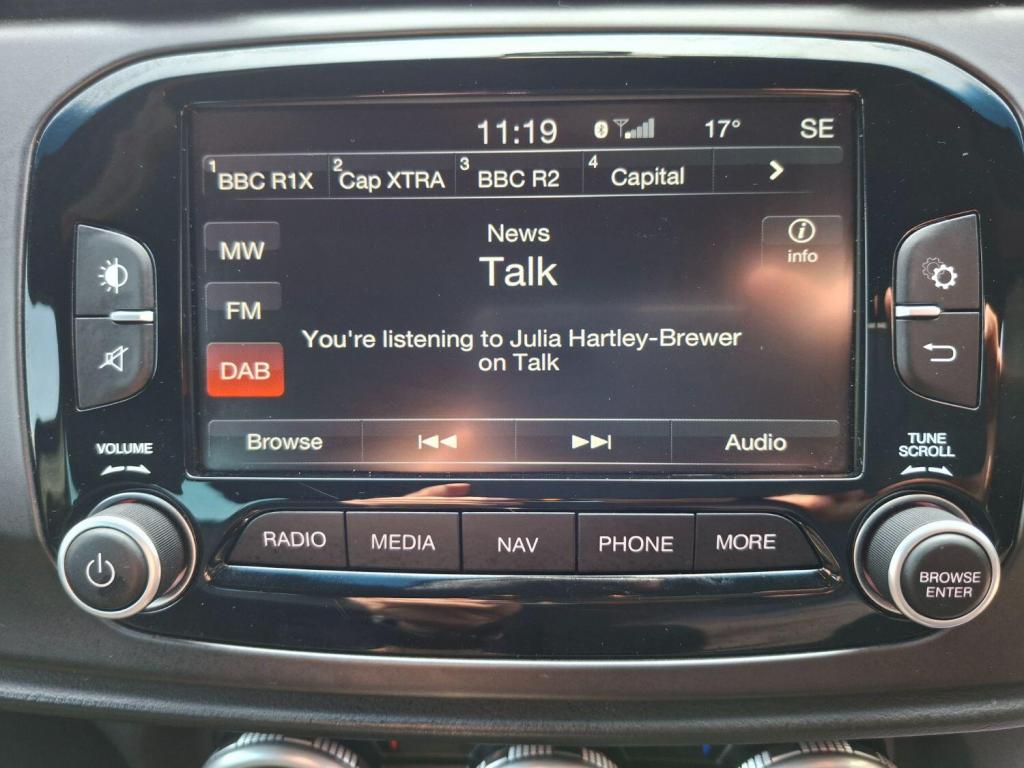 11:19 17° SE
1 BBC R1X 2 Cap XTRA 3 BBC R2 4 Capital
MW
FM
DAB
News
Talk
You're listening to Julia Hartley-Brewer
on Talk
i
info
Browse Audio
VOLUME
TUNE
SCROLL
RADIO MEDIA NAV PHONE MORE
BROWSE
ENTER